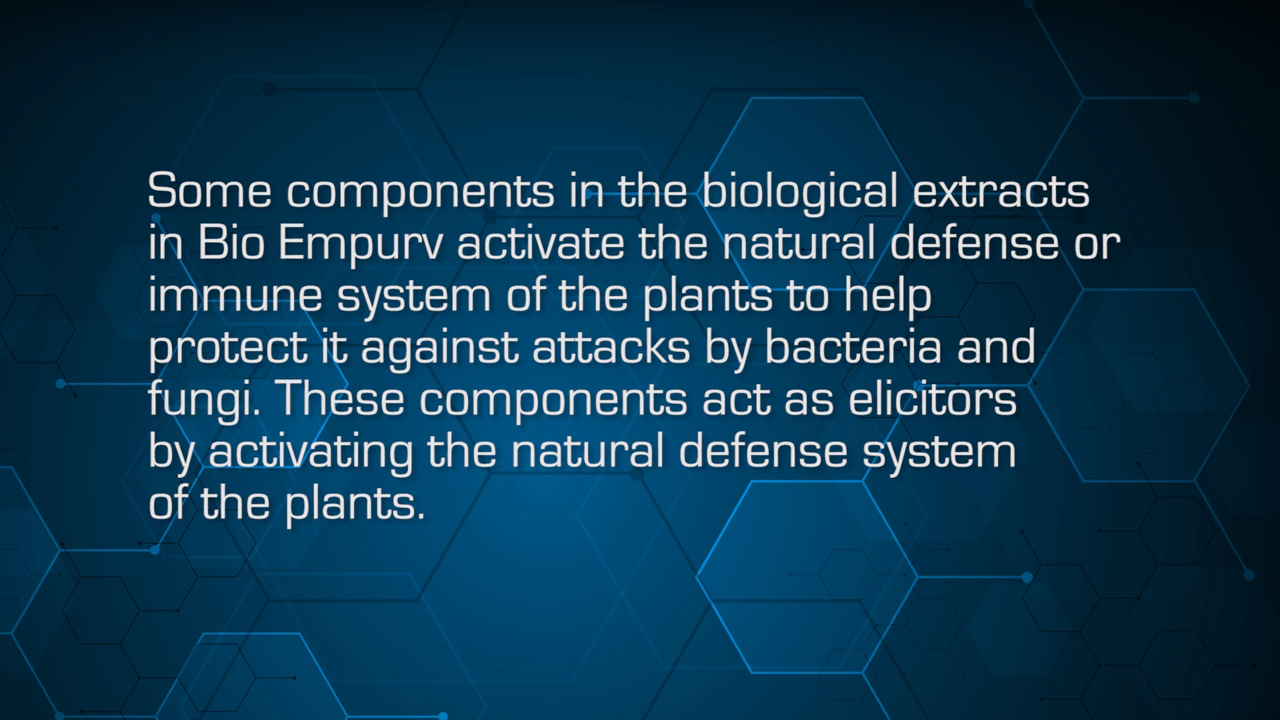 Some components in the biological extracts
in Bio Empurv activate the natural defense or
immune system of the plants to help
protect it against attacks by bacteria and
fungi. These components act as elicitors
by activating the natural defense system
of the plants.